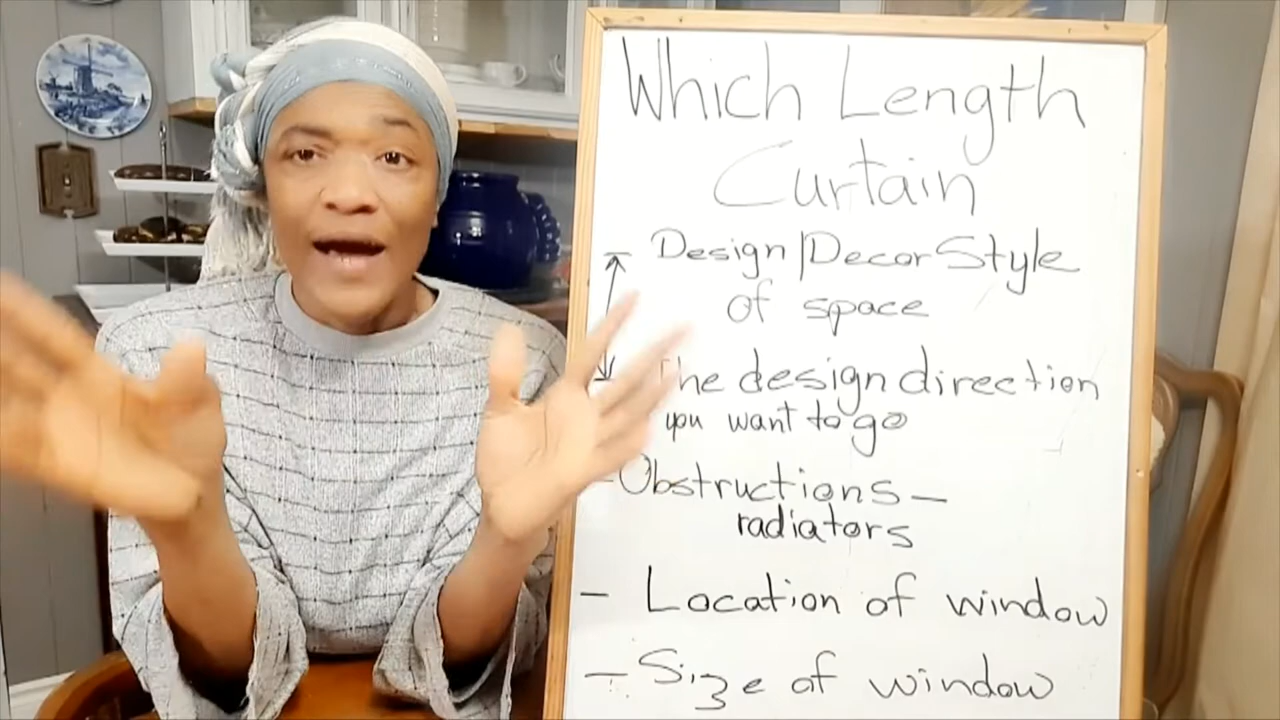 Which Length
Curtain
- Design/Decor Style
of space
The design direction
you want to go
- Obstructions -
radiators
- Location of window
- Size of window